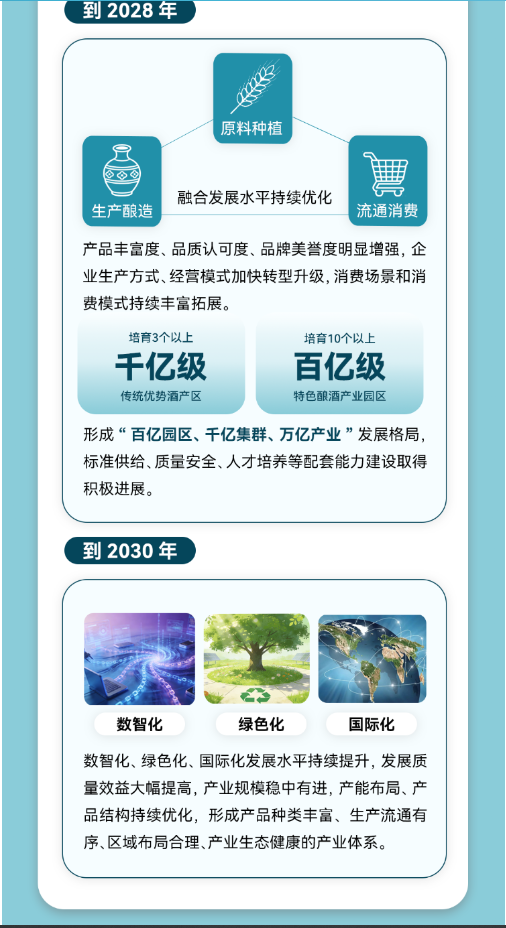 到 2028 年
原料种植
生产酿造
融合发展水平持续优化
流通消费
产品丰富度、品质认可度、品牌美誉度明显增强，企
业生产方式、经营模式加快转型升级，消费场景和消
费模式持续丰富拓展。
培育3个以上
千亿级
传统优势酒产区
培育10个以上
百亿级
特色酿酒产业园区
形成“百亿园区、千亿集群、万亿产业”发展格局，
标准供给、质量安全、人才培养等配套能力建设取得
积极进展。
到 2030 年
数智化
绿色化
国际化
数智化、绿色化、国际化发展水平持续提升，发展质
量效益大幅提高，产业规模稳中有进，产能布局、产
品结构持续优化，形成产品种类丰富、生产流通有
序、区域布局合理、产业生态健康的产业体系。